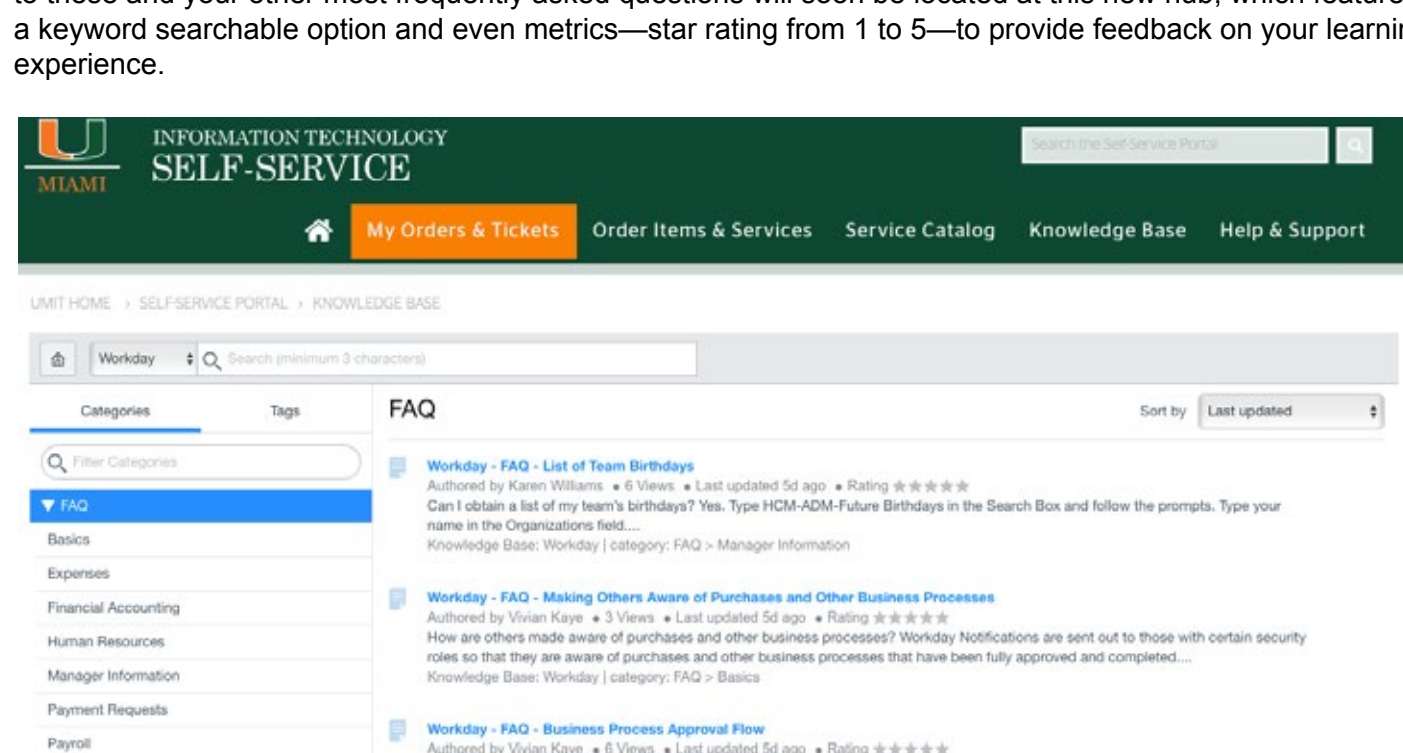 to these and your other most frequently asked questions will soon be located at this new hub, which features
a keyword searchable option and even metrics—star rating from 1 to 5—to provide feedback on your learnin
experience.
MIAMI
INFORMATION TECHNOLOGY
SELF-SERVICE
Search the Self-Service Portal
My Orders & Tickets Order Items & Services Service Catalog Knowledge Base Help & Support
UMIT HOME › SELF-SERVICE PORTAL › KNOWLEDGE BASE
Workday Search (minimum 3 characters)
Categories Tags
Filter Categories
▼ FAQ
Basics
Expenses
Financial Accounting
Human Resources
Manager Information
Payment Requests
Payroll
FAQ
Sort by Last updated
Workday - FAQ - List of Team Birthdays
Authored by Karen Williams • 6 Views • Last updated 5d ago • Rating ★★★★★
Can I obtain a list of my team's birthdays? Yes. Type HCM-ADM-Future Birthdays in the Search Box and follow the prompts. Type your
name in the Organizations field....
Knowledge Base: Workday | category: FAQ > Manager Information
Workday - FAQ - Making Others Aware of Purchases and Other Business Processes
Authored by Vivian Kaye • 3 Views • Last updated 5d ago • Rating ★★★★★
How are others made aware of purchases and other business processes? Workday Notifications are sent out to those with certain security
roles so that they are aware of purchases and other business processes that have been fully approved and completed....
Knowledge Base: Workday | category: FAQ > Basics
Workday - FAQ - Business Process Approval Flow
Authored by Vivian Kaye • 6 Views • Last updated 5d ago • Rating ★★★★★